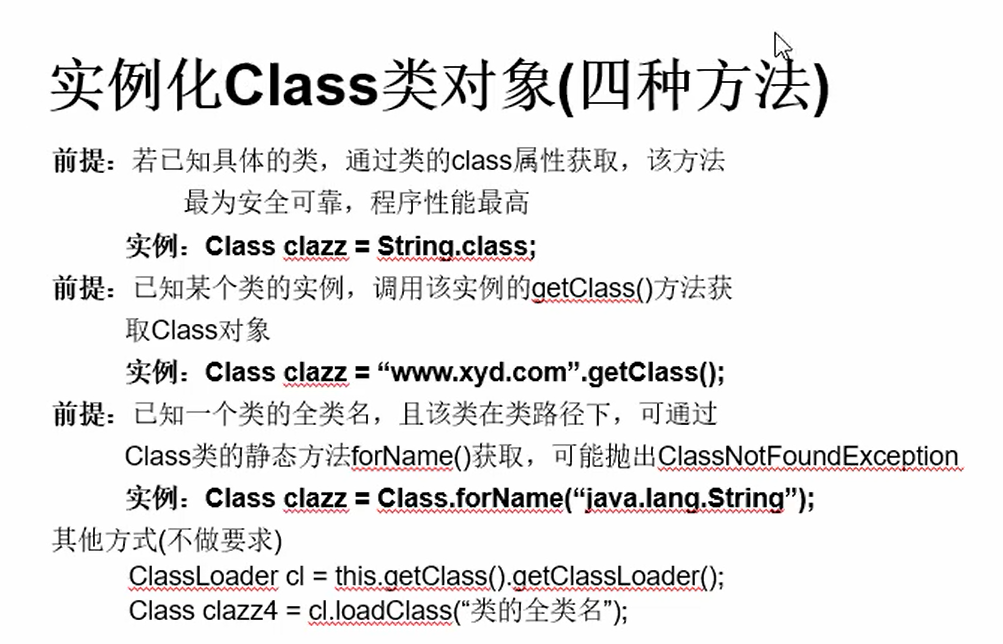 实例化Class类对象(四种方法)
前提：若已知具体的类，通过类的class属性获取，该方法
最为安全可靠，程序性能最高
实例：Class clazz = String.class;
前提：已知某个类的实例，调用该实例的getClass()方法获
取Class对象
实例：Class clazz = “www.xyd.com”.getClass();
前提：已知一个类的全类名，且该类在类路径下，可通过
Class类的静态方法forName()获取，可能抛出ClassNotFoundException
实例：Class clazz = Class.forName(“java.lang.String”);
其他方式(不做要求)
ClassLoader cl = this.getClass().getClassLoader();
Class clazz4 = cl.loadClass(“类的全类名”);